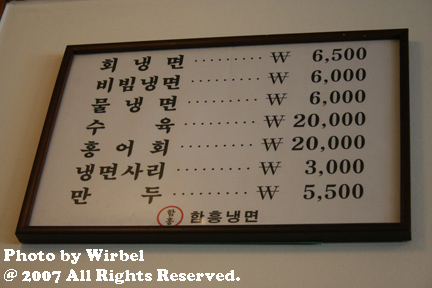 회 냉 면 ········· ₩ 6,500
비빔냉면 ········· ₩ 6,000
물 냉 면 ········· ₩ 6,000
수 육 ·········· ₩ 20,000
홍 어 회 ········· ₩ 20,000
냉면사리 ········· ₩ 3,000
만 두 ·········· ₩ 5,500
함흥 함흥냉면
Photo by Wirbel
@ 2007 All Rights Reserved.